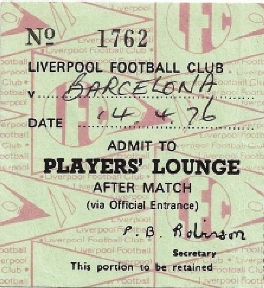 No 1762
LIVERPOOL FOOTBALL CLUB
V BARCELONA
DATE 14.4.76
ADMIT TO
PLAYERS' LOUNGE
AFTER MATCH
(via Official Entrance)
P. B. Robinson
Secretary
This portion to be retained